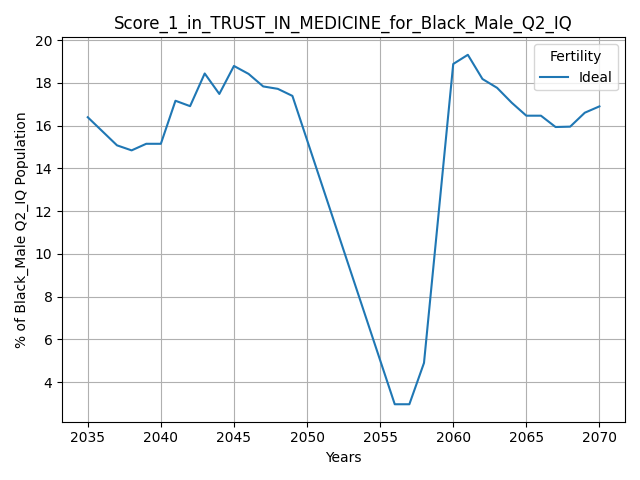 Score_1_in_TRUST_IN_MEDICINE_for_Black_Male_Q2_IQ
Fertility
Ideal
% of Black_Male Q2_IQ Population
20
18
16
14
12
10
8
6
4
2035 2040 2045 2050 2055 2060 2065 2070
Years